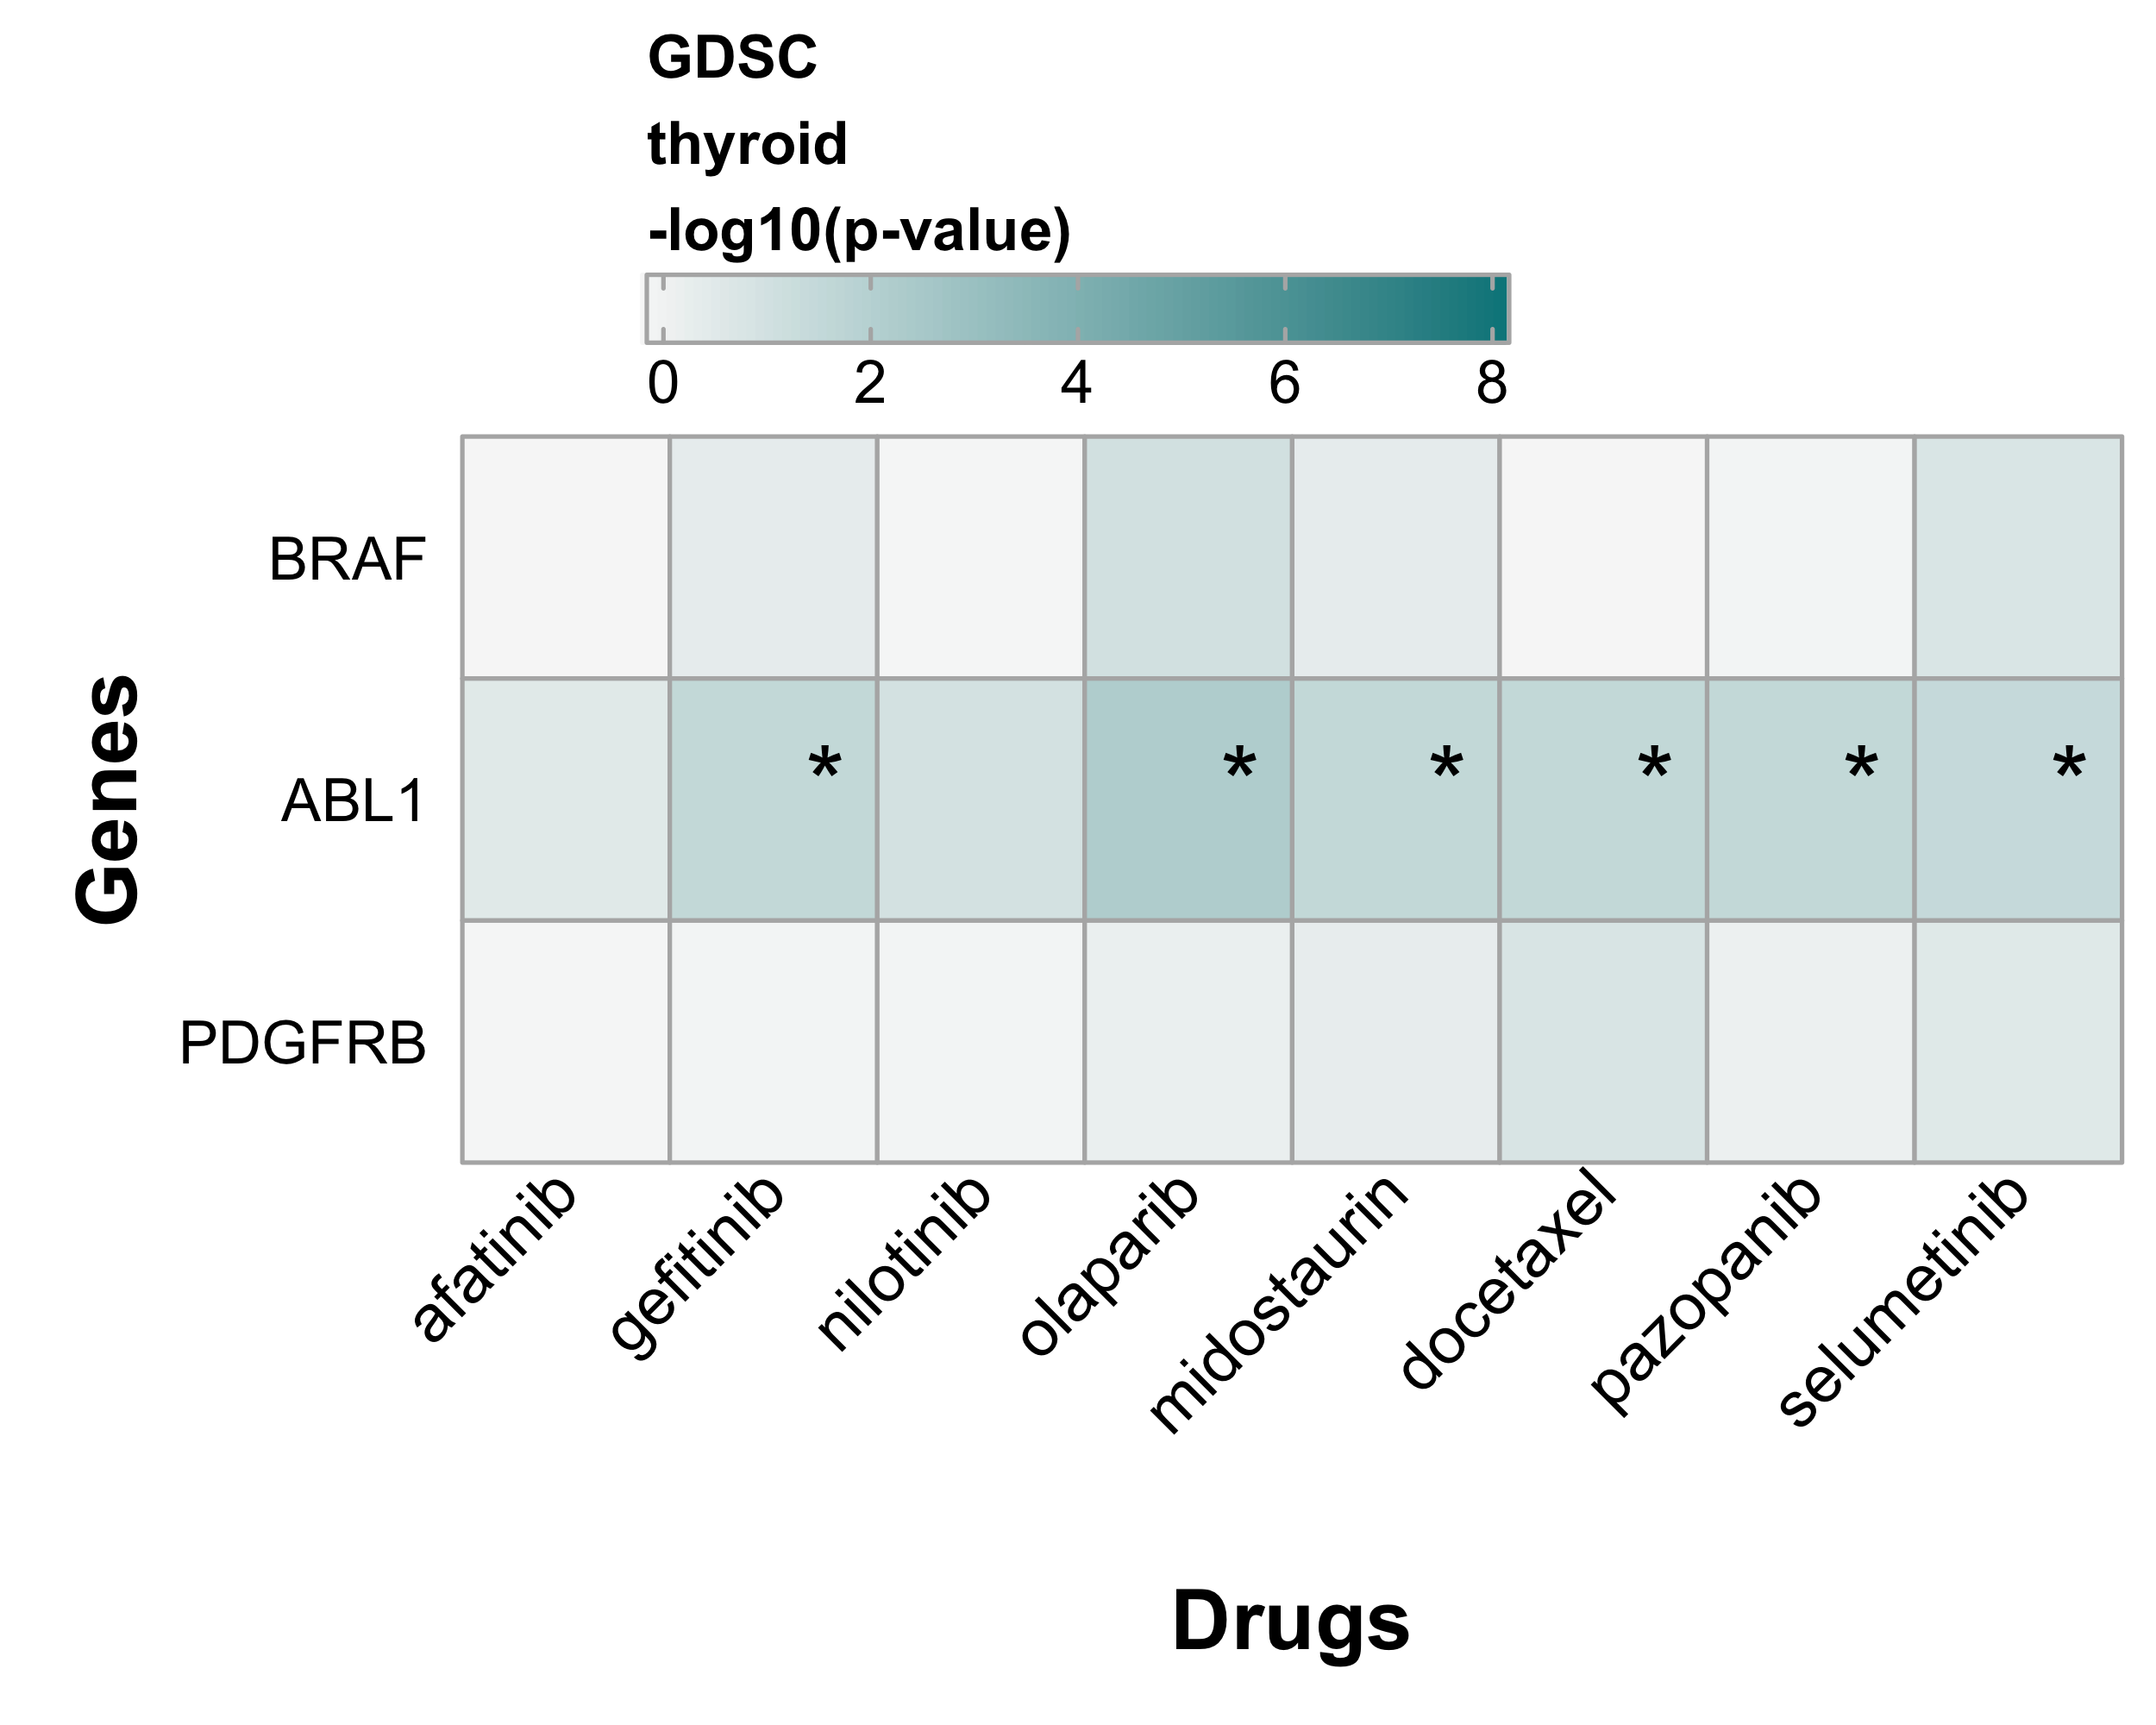 GDSC
thyroid
-log10(p-value)
0 2 4 6 8
Genes
BRAF
ABL1
* * * * * *
PDGFRB
afatinib gefitinib nilotinib olaparib midostaurin docetaxel pazopanib selumetinib
Drugs